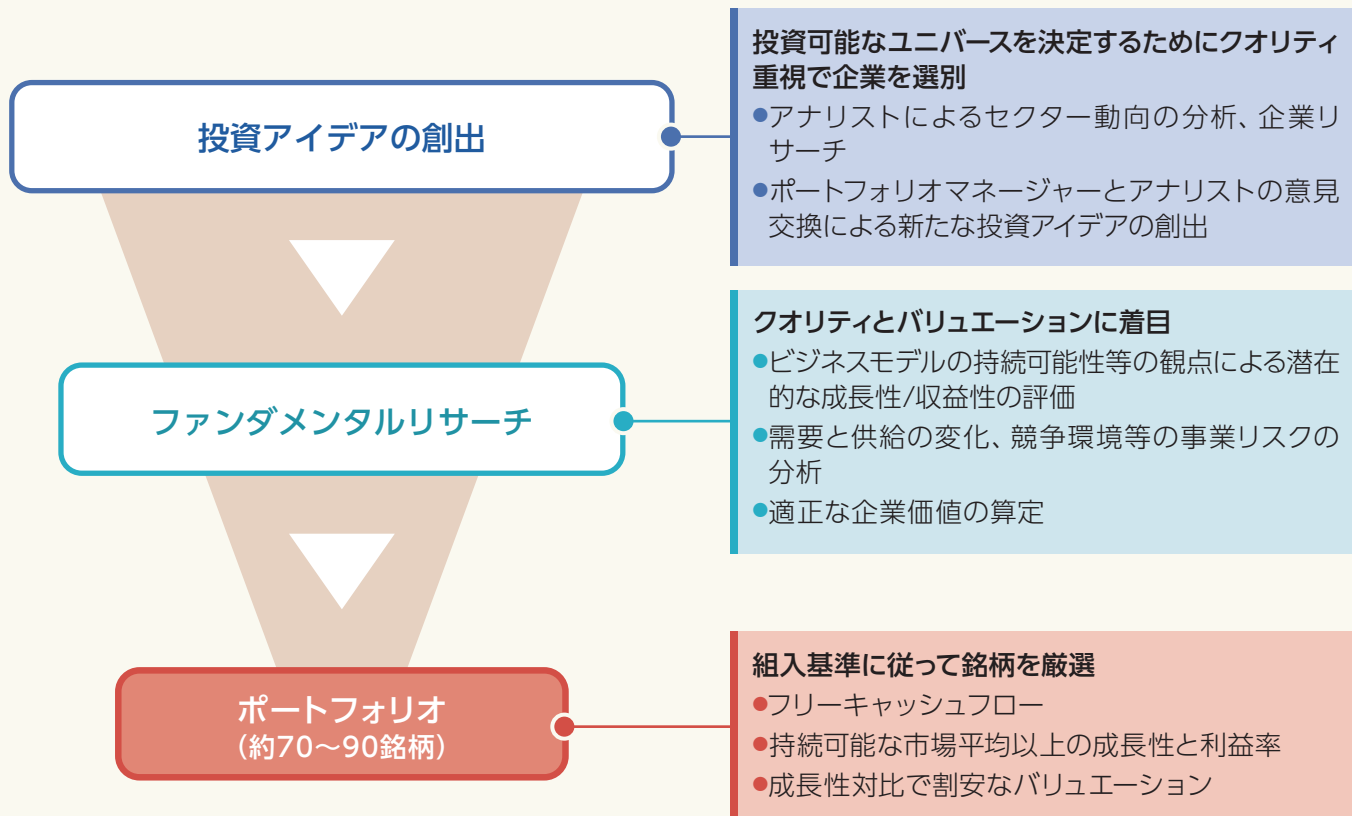 投資アイデアの創出
投資可能なユニバースを決定するためにクオリティ
重視で企業を選別
●アナリストによるセクター動向の分析、企業リ
サーチ
●ポートフォリオマネージャーとアナリストの意見
交換による新たな投資アイデアの創出
ファンダメンタルリサーチ
クオリティとバリュエーションに着目
●ビジネスモデルの持続可能性等の観点による潜在
的な成長性/収益性の評価
●需要と供給の変化、競争環境等の事業リスクの
分析
●適正な企業価値の算定
ポートフォリオ
(約70〜90銘柄)
組入基準に従って銘柄を厳選
●フリーキャッシュフロー
●持続可能な市場平均以上の成長性と利益率
●成長性対比で割安なバリュエーション